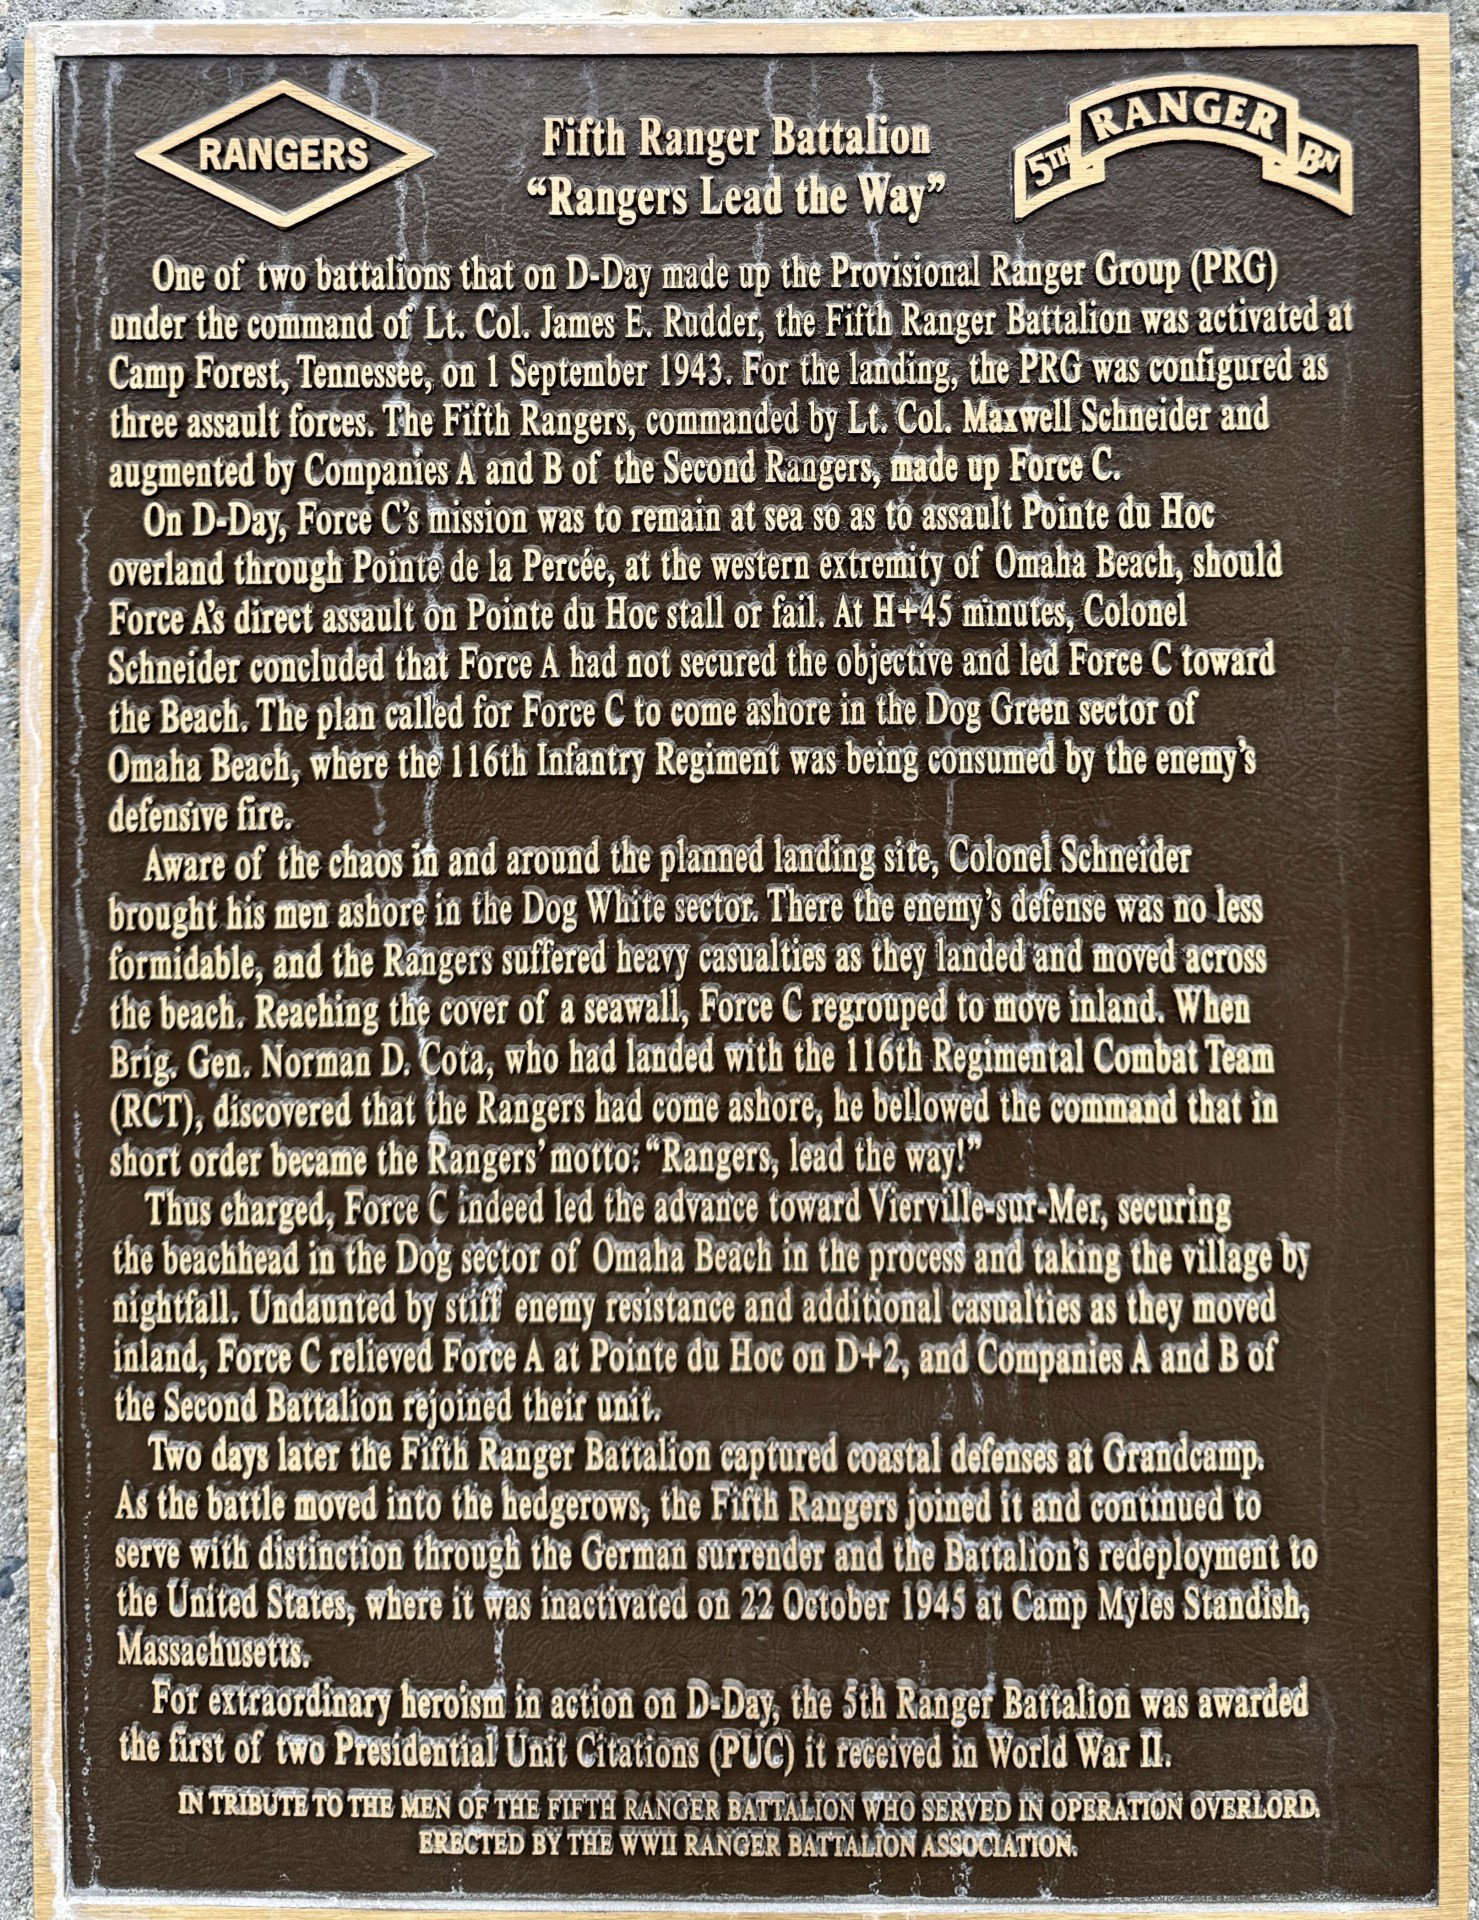 RANGERS
Fifth Ranger Battalion
“Rangers Lead the Way”
5TH RANGER BN
One of two battalions that on D-Day made up the Provisional Ranger Group (PRG)
under the command of Lt. Col. James E. Rudder, the Fifth Ranger Battalion was activated at
Camp Forest, Tennessee, on 1 September 1943. For the landing, the PRG was configured as
three assault forces. The Fifth Rangers, commanded by Lt. Col. Maxwell Schneider and
augmented by Companies A and B of the Second Rangers, made up Force C.
On D-Day, Force C’s mission was to remain at sea so as to assault Pointe du Hoc
overland through Pointe de la Percée, at the western extremity of Omaha Beach, should
Force A’s direct assault on Pointe du Hoc stall or fail. At H+45 minutes, Colonel
Schneider concluded that Force A had not secured the objective and led Force C toward
the Beach. The plan called for Force C to come ashore in the Dog Green sector of
Omaha Beach, where the 116th Infantry Regiment was being consumed by the enemy’s
defensive fire.
Aware of the chaos in and around the planned landing site, Colonel Schneider
brought his men ashore in the Dog White sector. There the enemy’s defense was no less
formidable, and the Rangers suffered heavy casualties as they landed and moved across
the beach. Reaching the cover of a seawall, Force C regrouped to move inland. When
Brig. Gen. Norman D. Cota, who had landed with the 116th Regimental Combat Team
(RCT), discovered that the Rangers had come ashore, he bellowed the command that in
short order became the Rangers’ motto: “Rangers, lead the way!”
Thus charged, Force C indeed led the advance toward Vierville-sur-Mer, securing
the beachhead in the Dog sector of Omaha Beach in the process and taking the village by
nightfall. Undaunted by stiff enemy resistance and additional casualties as they moved
inland, Force C relieved Force A at Pointe du Hoc on D+2, and Companies A and B of
the Second Battalion rejoined their unit.
Two days later the Fifth Ranger Battalion captured coastal defenses at Grandcamp.
As the battle moved into the hedgerows, the Fifth Rangers joined it and continued to
serve with distinction through the German surrender and the Battalion’s redeployment to
the United States, where it was inactivated on 22 October 1945 at Camp Myles Standish,
Massachusetts.
For extraordinary heroism in action on D-Day, the 5th Ranger Battalion was awarded
the first of two Presidential Unit Citations (PUC) it received in World War II.
IN TRIBUTE TO THE MEN OF THE FIFTH RANGER BATTALION WHO SERVED IN OPERATION OVERLORD.
ERECTED BY THE WWII RANGER BATTALION ASSOCIATION.